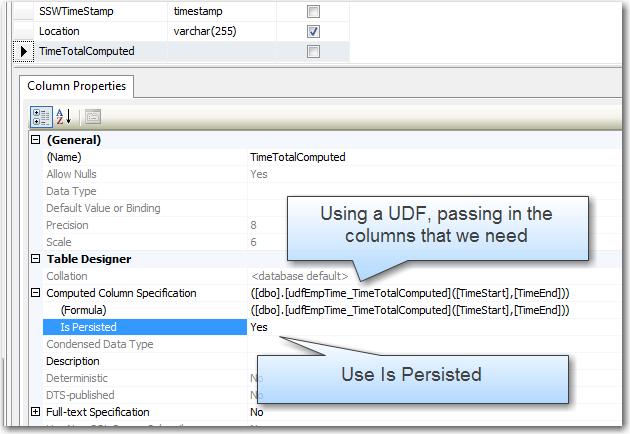 SSWTimeStamp timestamp
Location varchar(255)
TimeTotalComputed
Column Properties
(General)
(Name) TimeTotalComputed
Allow Nulls Yes
Data Type
Default Value or Binding
Precision 8
Scale 6
Using a UDF, passing in the
columns that we need
Table Designer
Collation <database default>
Computed Column Specification ([dbo].[udfEmpTime_TimeTotalComputed]([TimeStart],[TimeEnd]))
(Formula) ([dbo].[udfEmpTime_TimeTotalComputed]([TimeStart],[TimeEnd]))
Is Persisted Yes
Condensed Data Type
Description
Use Is Persisted
Deterministic
DTS-published
Full-text Specification No
No